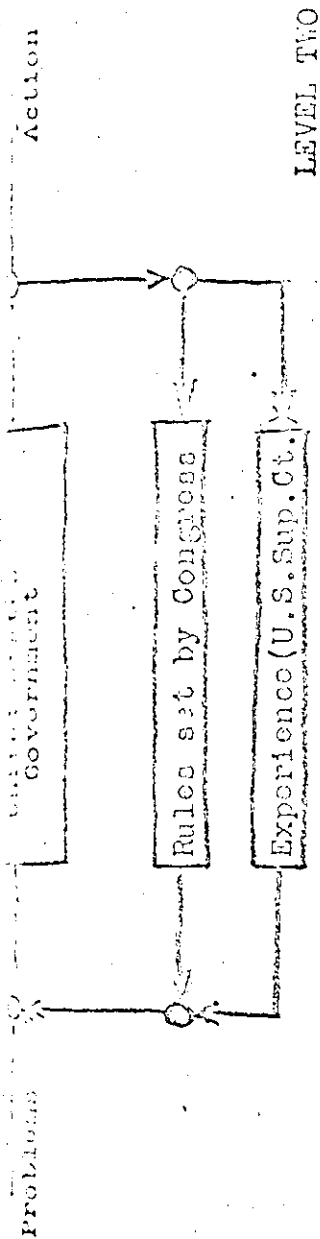 Problems
Government
Action
Rules set by Congress
Experience(U.S.Sup.Ct.)
LEVEL TWO